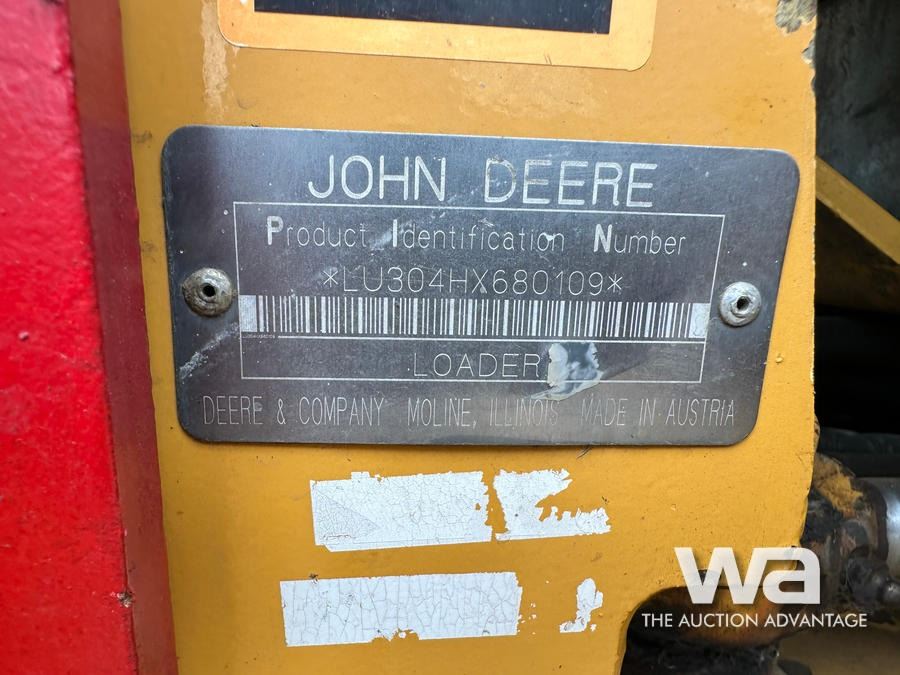 JOHN DEERE
Product Identification Number
*LU304HX680109*
LOADER
DEERE & COMPANY MOLINE, ILLINOIS MADE IN AUSTRIA
wa
THE AUCTION ADVANTAGE